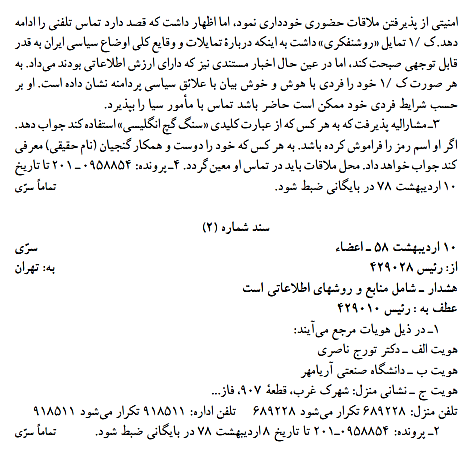 امنیتی از پذیرفتن ملاقات حضوری خودداری نمود، اما اظهار داشت که قصد دارد تماس تلفنی را ادامه
دهد. ک /۱ تمایل «روشنفکری» داشت به اینکه دربارهٔ تمایلات و وقایع کلی اوضاع سیاسی ایران به قدر
قابل توجهی صحبت کند، اما در عین حال اخبار مستندی نیز که دارای ارزش اطلاعاتی بودند می‌داد. به
هر صورت ک /۱ خود را فردی با هوش و خوش بیان با علائق سیاسی پردامنه نشان داده است. او بر
حسب شرایط فردی خود ممکن است حاضر باشد تماس با مأمور سیا را بپذیرد.
۳ـ مشارالیه پذیرفت که به هر کس که از عبارت کلیدی «سنگ گچ انگلیسی» استفاده کند جواب دهد.
اگر او اسم رمز را فراموش کرده باشد. به هر کس که خود را دوست و همکار گنجیان (نام حقیقی) معرفی
کند جواب خواهد داد. محل ملاقات باید در تماس او معین گردد. ۴ـ پرونده: ۰۹۵۸۸۵۴ـ ۲۰۱ تا تاریخ
۱۰ اردیبهشت ۷۸ در بایگانی ضبط شود. تماماً سرّی
سند شماره (۲)
۱۰ اردیبهشت ۵۸ ـ اعضاء سرّی
از: رئیس ۴۲۹۰۲۸ به: تهران
هشدار ـ شامل منابع و روشهای اطلاعاتی است
عطف به : رئیس ۴۲۹۰۱۰
۱ـ در ذیل هویات مرجع می‌آیند:
هویت الف ـ دکتر تورج ناصری
هویت ب ـ دانشگاه صنعتی آریامهر
هویت ج ـ نشانی منزل: شهرک غرب، قطعهٔ ۹۰۷، فاز...
تلفن منزل: ۶۸۹۲۲۸ تکرار می‌شود ۶۸۹۲۲۸ تلفن اداره: ۹۱۸۵۱۱ تکرار می‌شود ۹۱۸۵۱۱
۲ـ پرونده: ۰۹۵۸۸۵۴ـ۲۰۱ تا تاریخ ۸ اردیبهشت ۷۸ در بایگانی ضبط شود. تماماً سرّی